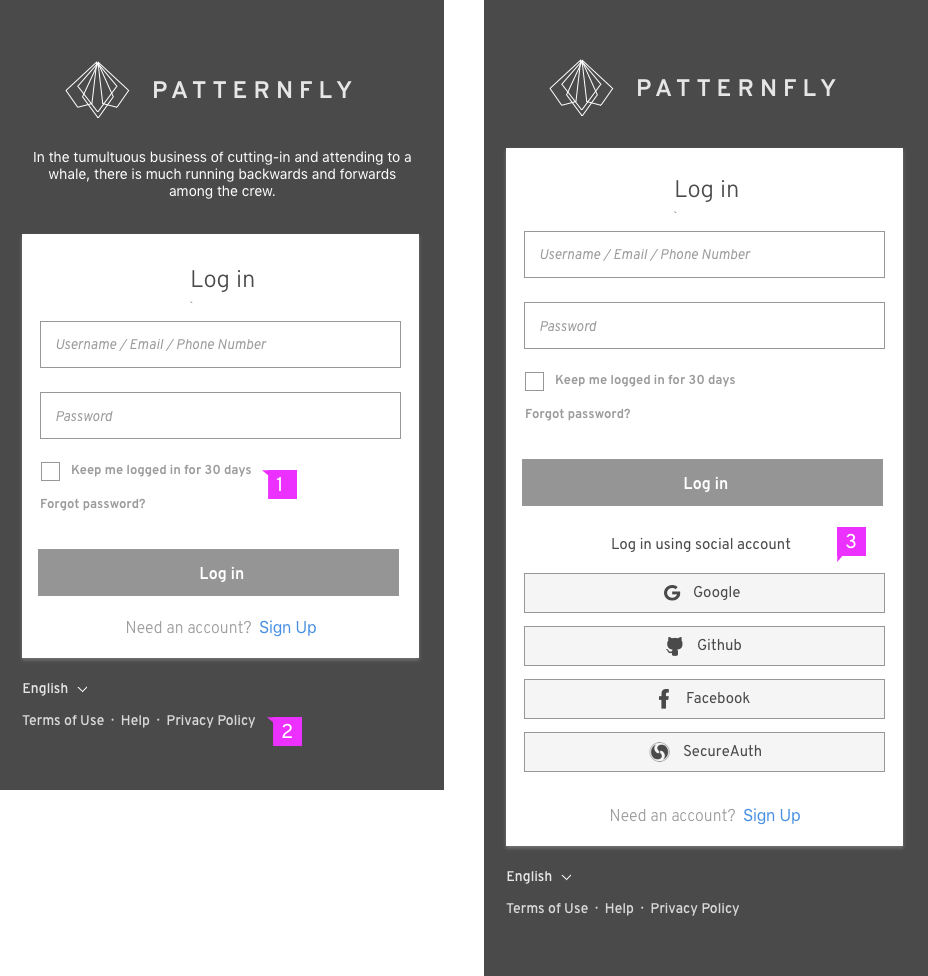 PATTERNFLY
In the tumultuous business of cutting-in and attending to a
whale, there is much running backwards and forwards
among the crew.
Log in
`
Username / Email / Phone Number
Password
Keep me logged in for 30 days
1
Forgot password?
Log in
Need an account? Sign Up
English
Terms of Use · Help · Privacy Policy
2
PATTERNFLY
Log in
`
Username / Email / Phone Number
Password
Keep me logged in for 30 days
Forgot password?
Log in
Log in using social account
3
Google
Github
Facebook
SecureAuth
Need an account? Sign Up
English
Terms of Use · Help · Privacy Policy